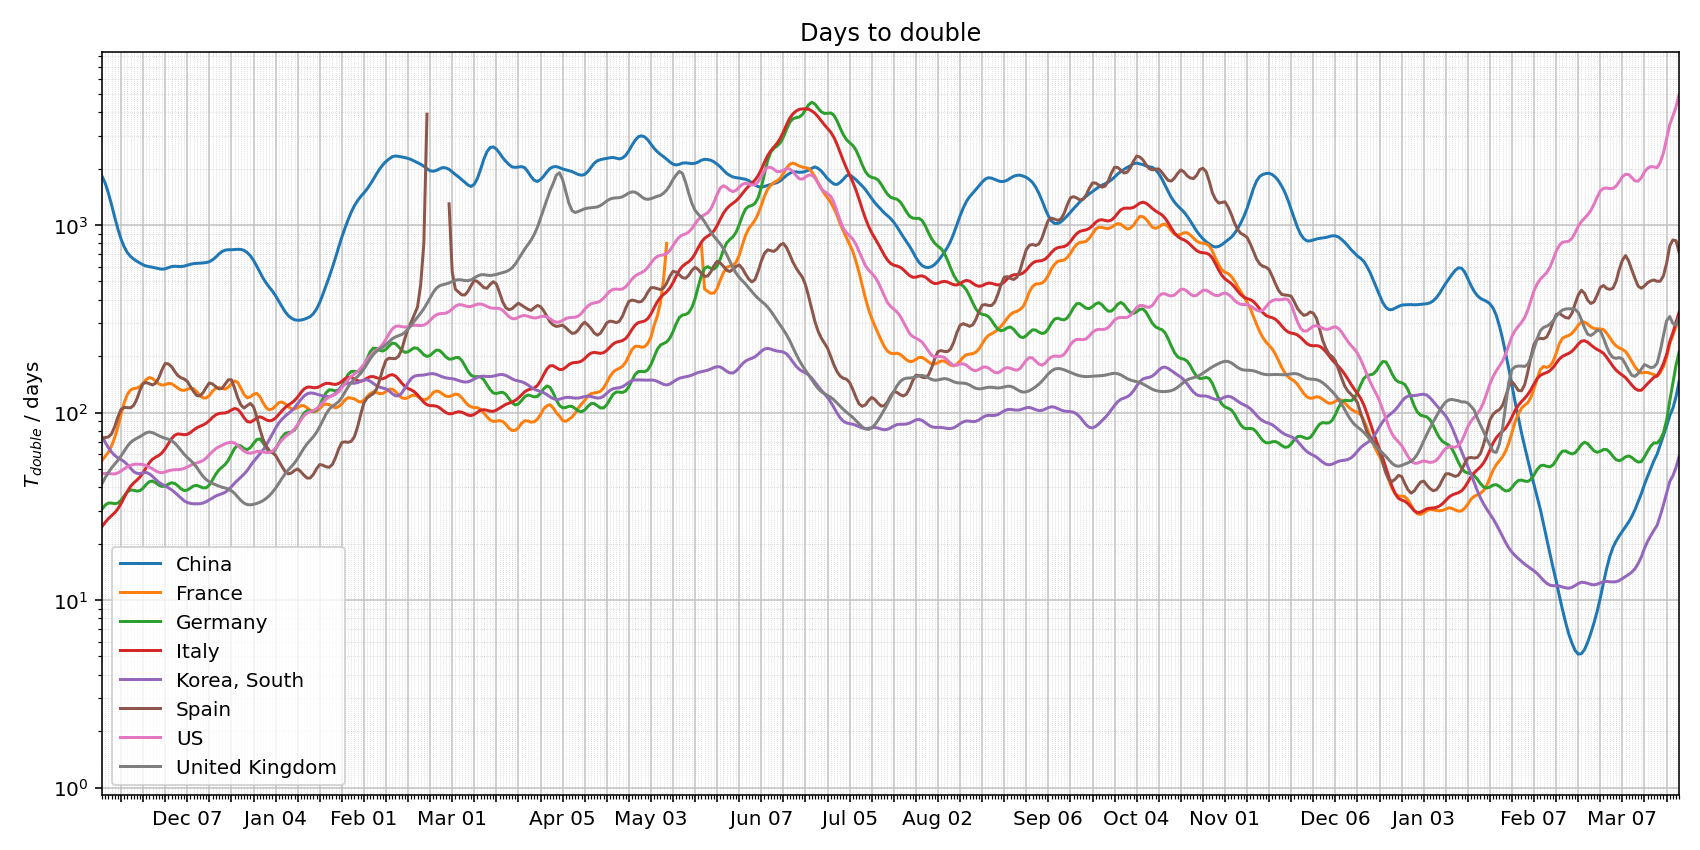 Days to double
T_double / days
10³
10²
10¹
10⁰
China
France
Germany
Italy
Korea, South
Spain
US
United Kingdom
Dec 07 Jan 04 Feb 01 Mar 01 Apr 05 May 03 Jun 07 Jul 05 Aug 02 Sep 06 Oct 04 Nov 01 Dec 06 Jan 03 Feb 07 Mar 07